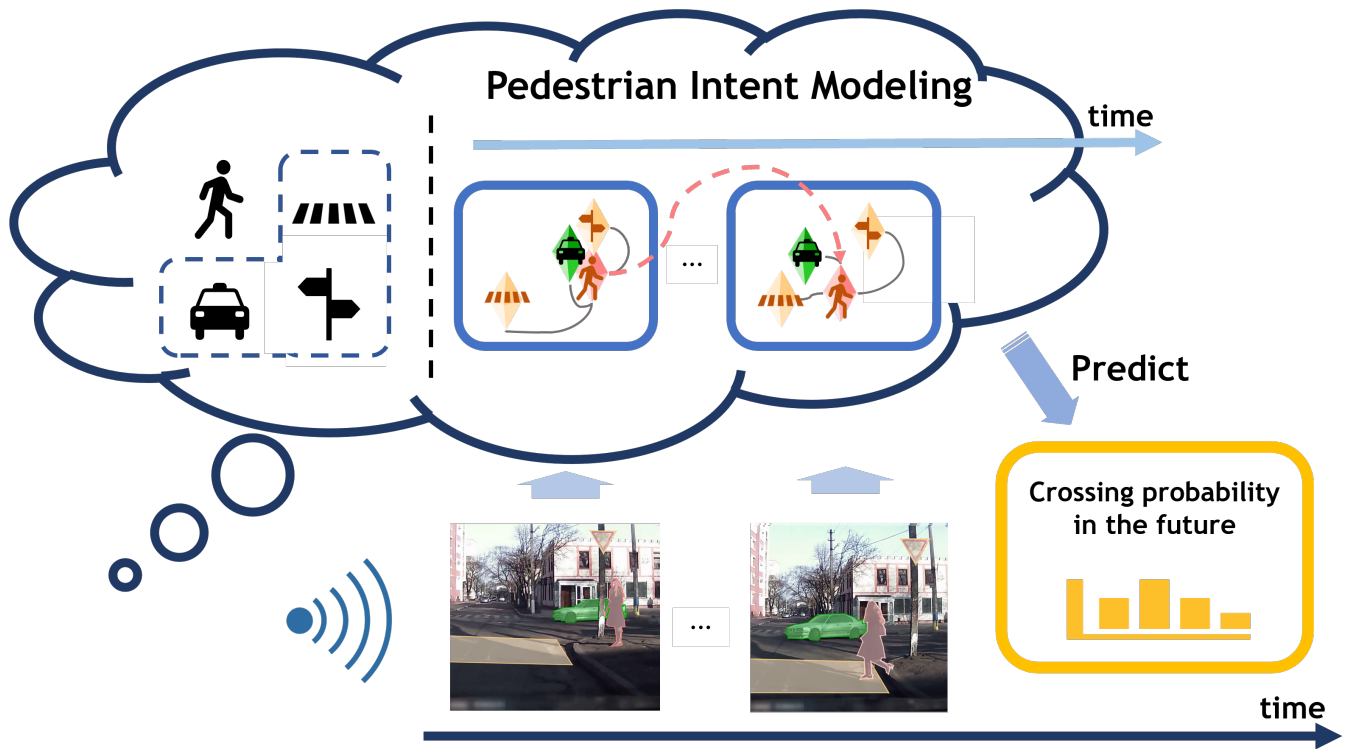 Pedestrian Intent Modeling
time
...
Predict
Crossing probability
in the future
...
time